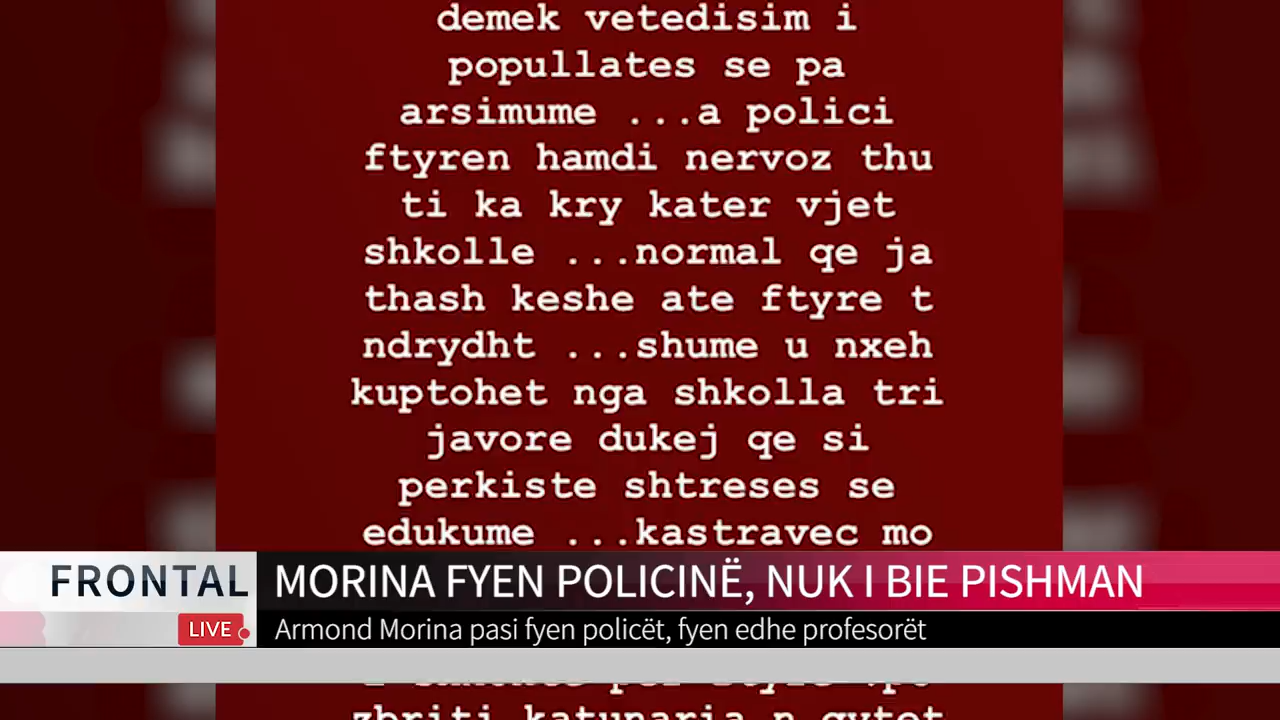 demek vetedisim i
popullates se pa
arsimume ...a polici
ftyren hamdi nervoz thu
ti ka kry kater vjet
shkolle ...normal qe ja
thash keshe ate ftyre t
ndrydht ...shume u nxeh
kuptohet nga shkolla tri
javore dukej qe si
perkiste shtreses se
edukume ...kastravec mo
FRONTAL
MORINA FYEN POLICINË, NUK I BIE PISHMAN
LIVE
Armond Morina pasi fyen policët, fyen edhe profesorët
zbriti katunaria n qytet